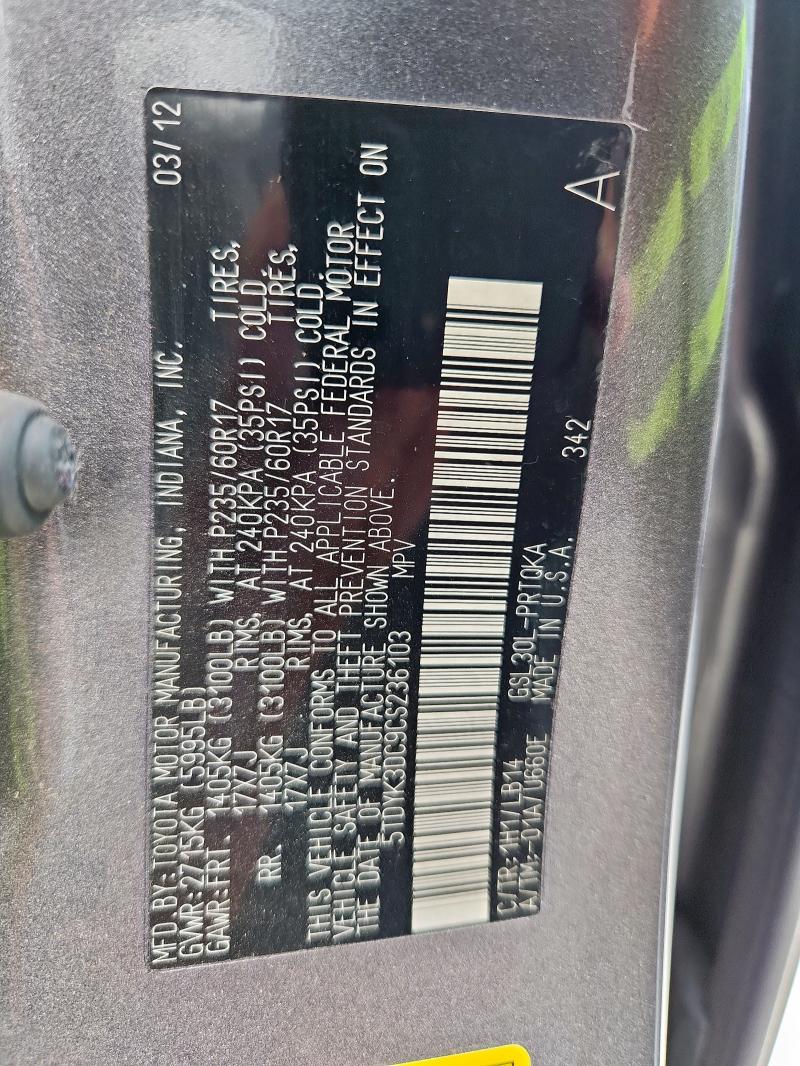 MFD BY:TOYOTA MOTOR MANUFACTURING, INDIANA, INC. 03/12
GVWR:2715KG (5995LB)
GAWR:FRT. 1405KG (3100LB) WITH P235/60R17 TIRES,
17X7J RIMS, AT 240KPA (35PSI) COLD
RR. 1405KG (3100LB) WITH P235/60R17 TIRES,
17X7J RIMS, AT 240KPA (35PSI) COLD.
THIS VEHICLE CONFORMS TO ALL APPLICABLE FEDERAL MOTOR
VEHICLE SAFETY AND THEFT PREVENTION STANDARDS IN EFFECT ON
THE DATE OF MANUFACTURE SHOWN ABOVE.
5TDYK3DC9CS236103 MPV
C/TR:1H1/LB14 GSL30L-PRTQKA 342 A
A/TM:-01A/U660E MADE IN U.S.A.